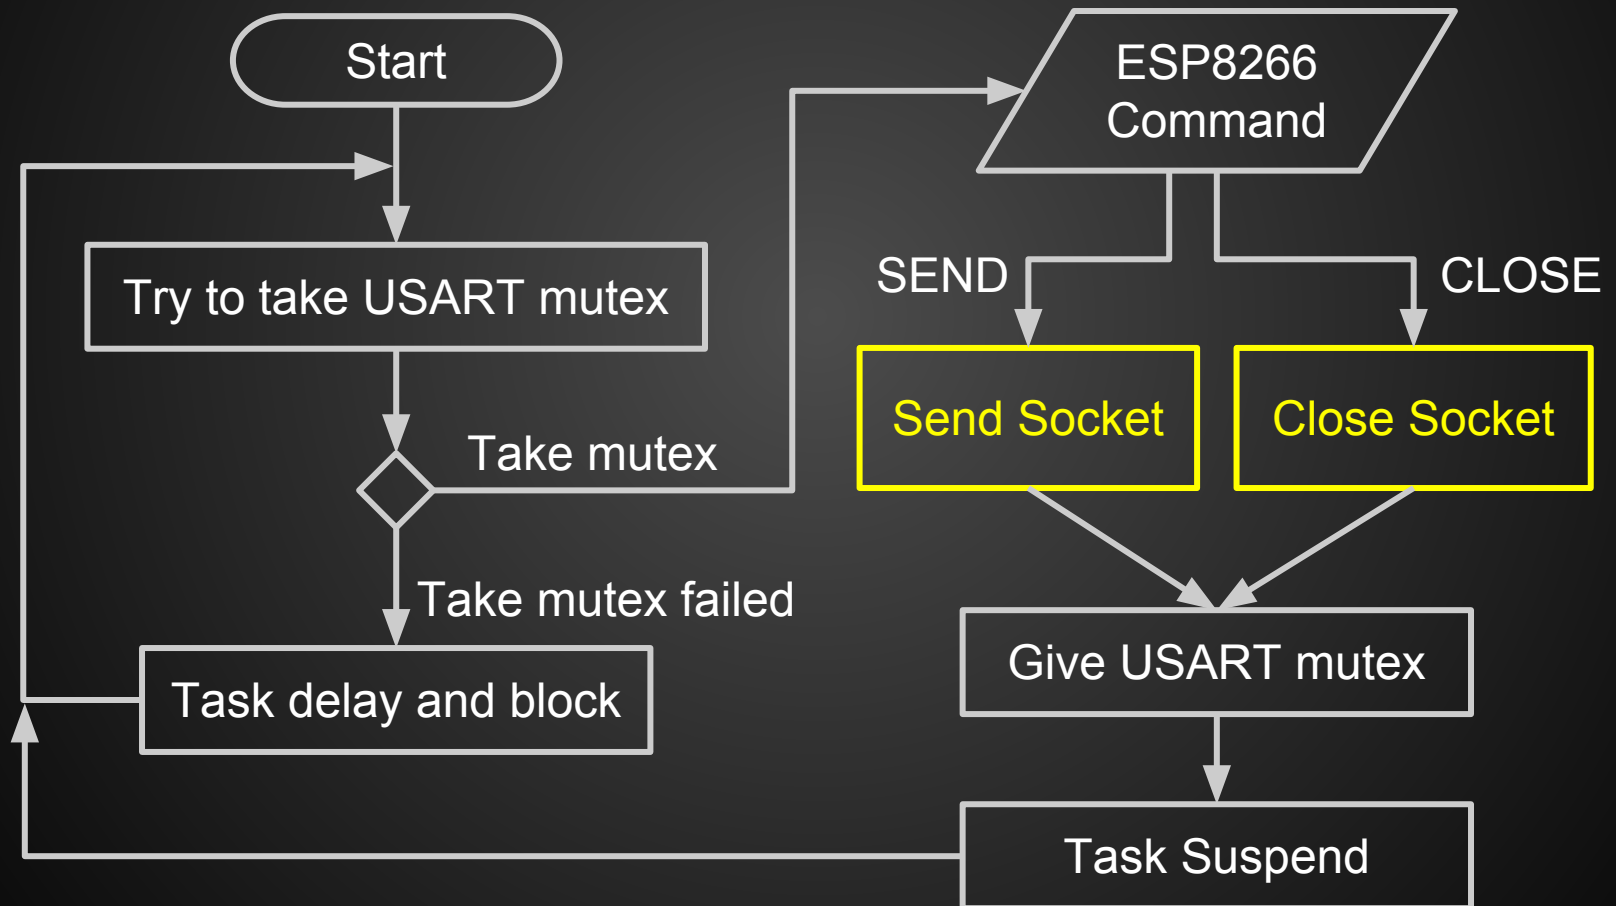 Start
Try to take USART mutex
Take mutex
Take mutex failed
Task delay and block
ESP8266
Command
SEND
CLOSE
Send Socket
Close Socket
Give USART mutex
Task Suspend